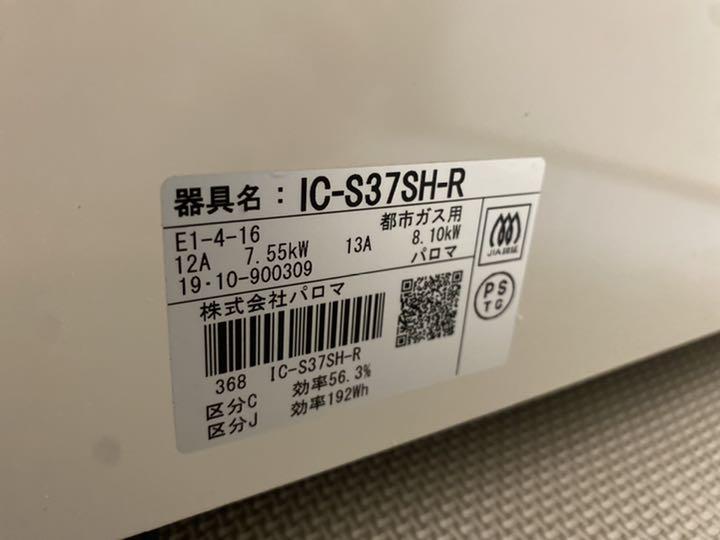 器具名：IC-S37SH-R
E1-4-16 都市ガス用
12A 7.55kW 13A 8.10kW
19·10-900309 パロマ
JIA認証
株式会社パロマ
PS
TG
368 IC-S37SH-R
区分C 効率56.3%
区分J 効率192Wh